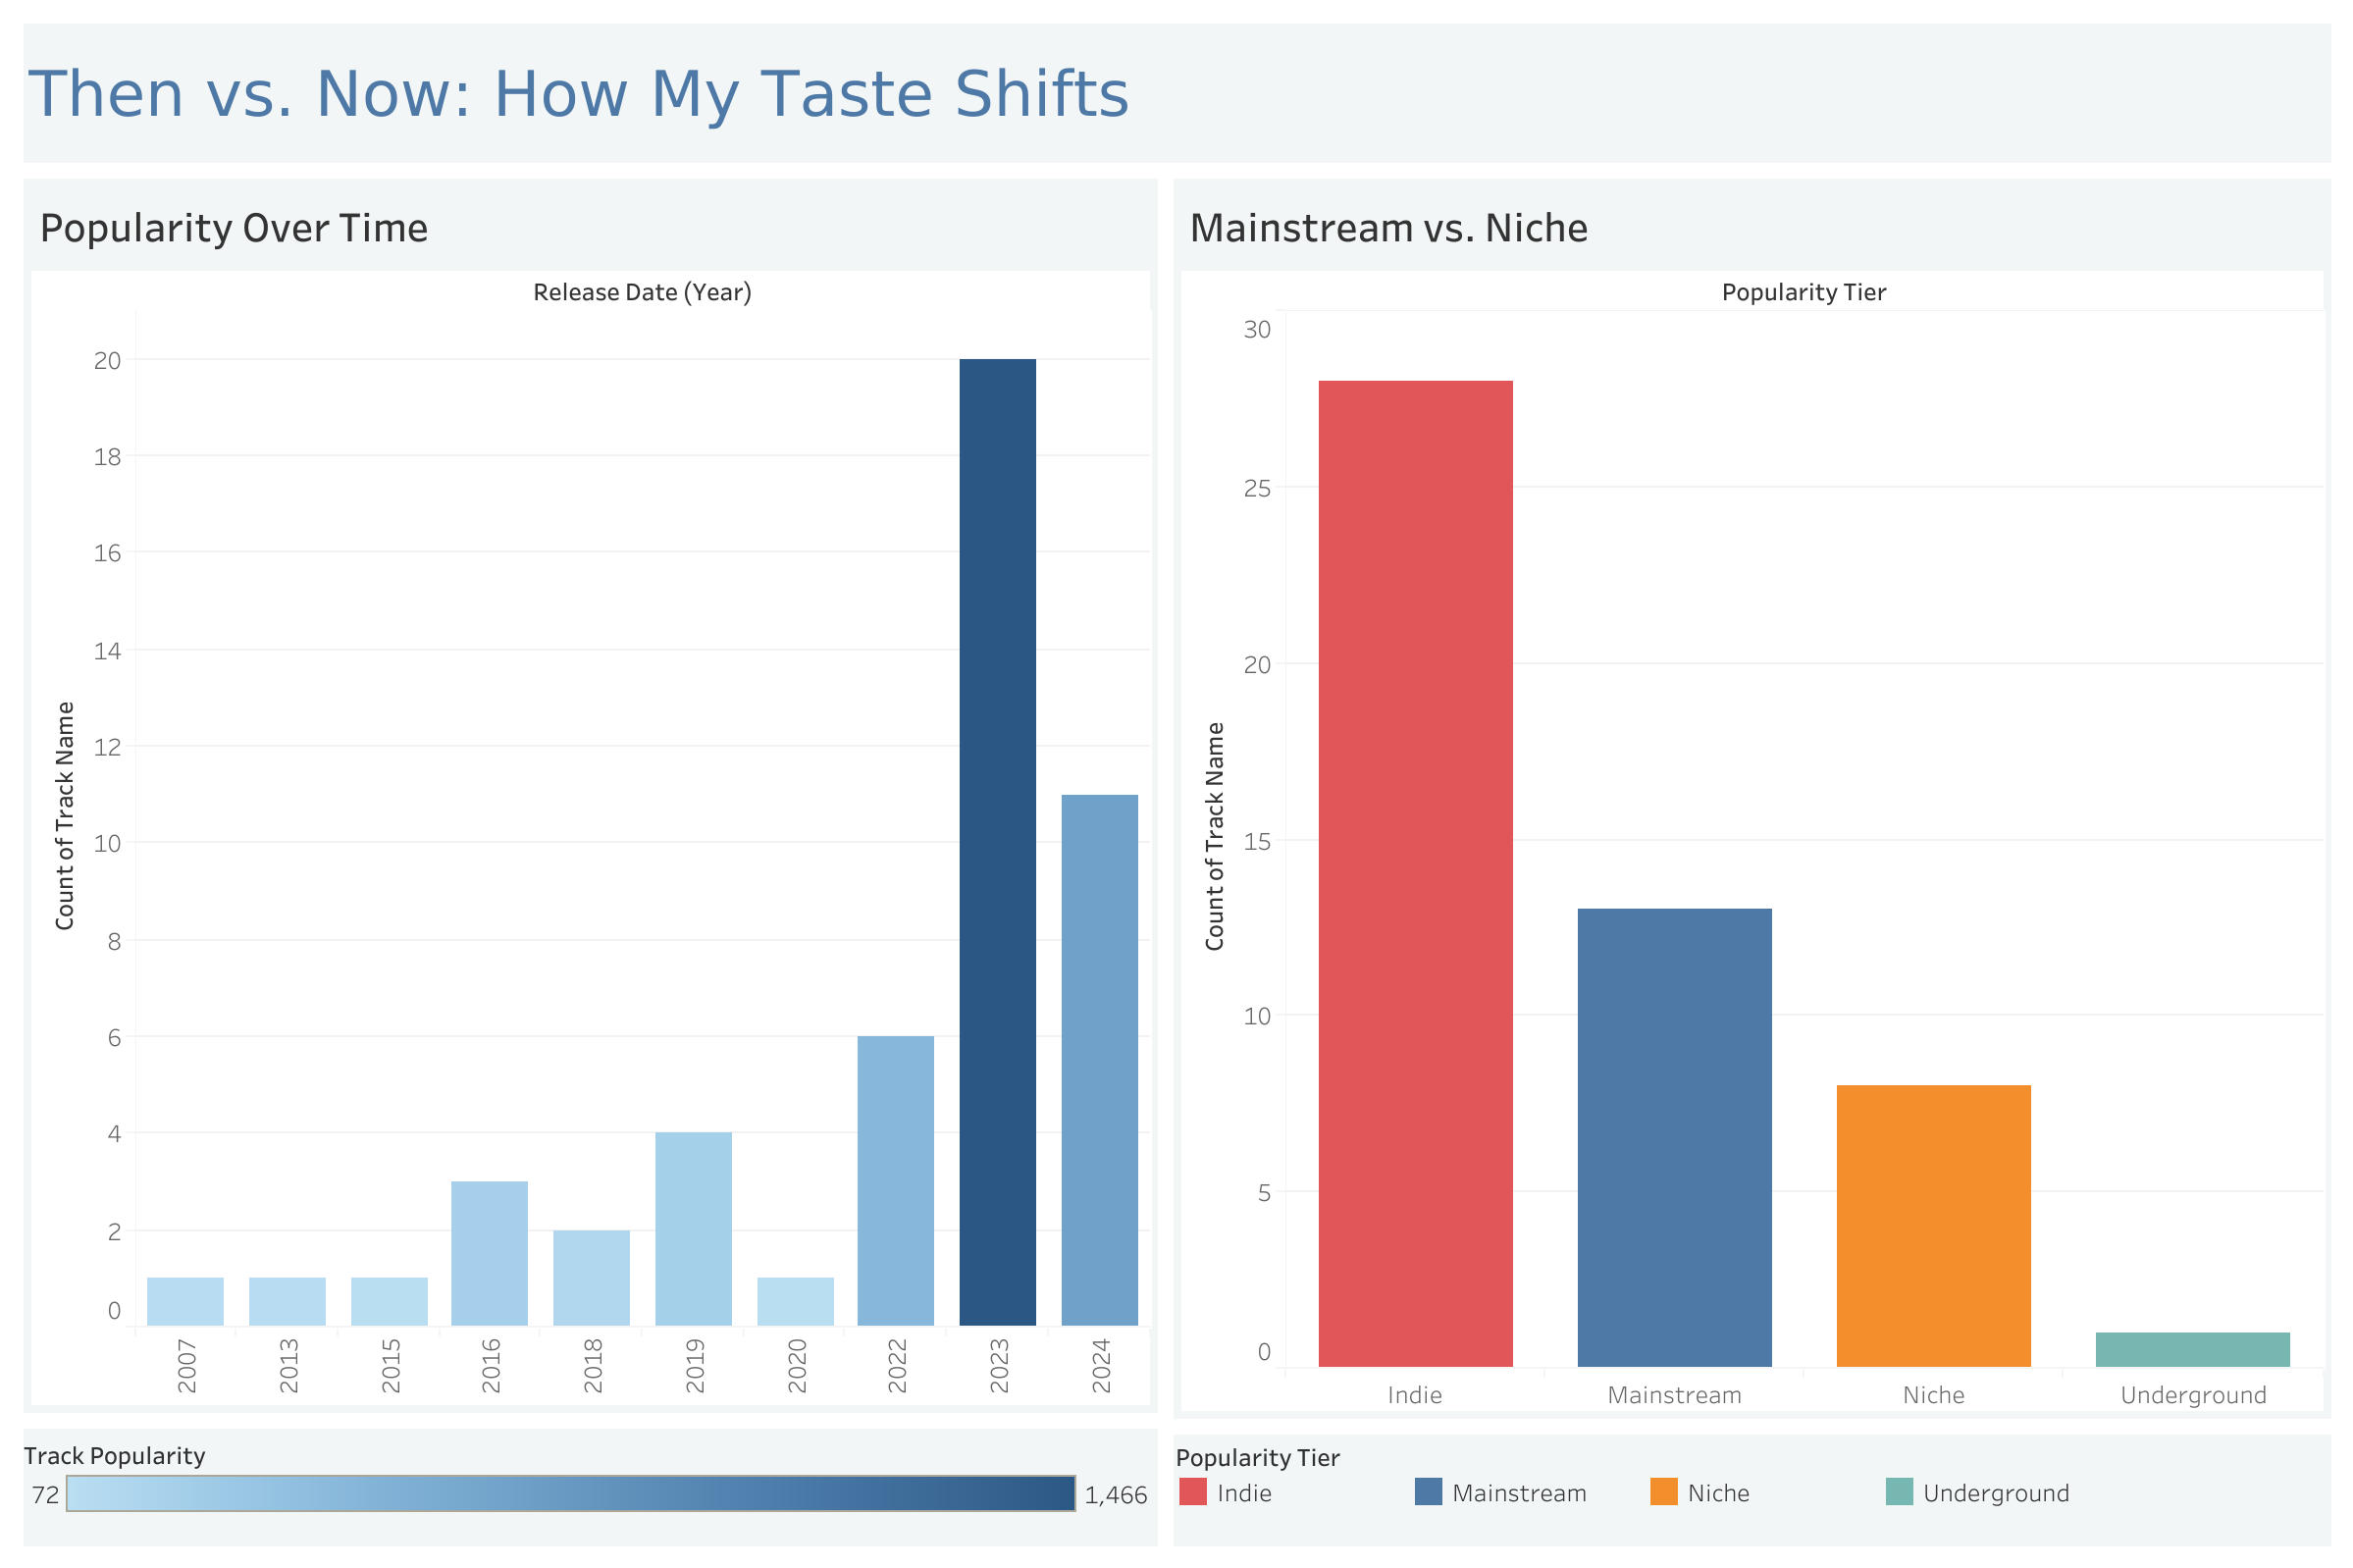 Then vs. Now: How My Taste Shifts
Popularity Over Time
Release Date (Year)
Count of Track Name
20
18
16
14
12
10
8
6
4
2
0
2007
2013
2015
2016
2018
2019
2020
2022
2023
2024
Track Popularity
72
1,466
Mainstream vs. Niche
Popularity Tier
Count of Track Name
30
25
20
15
10
5
0
Indie
Mainstream
Niche
Underground
Popularity Tier
Indie
Mainstream
Niche
Underground